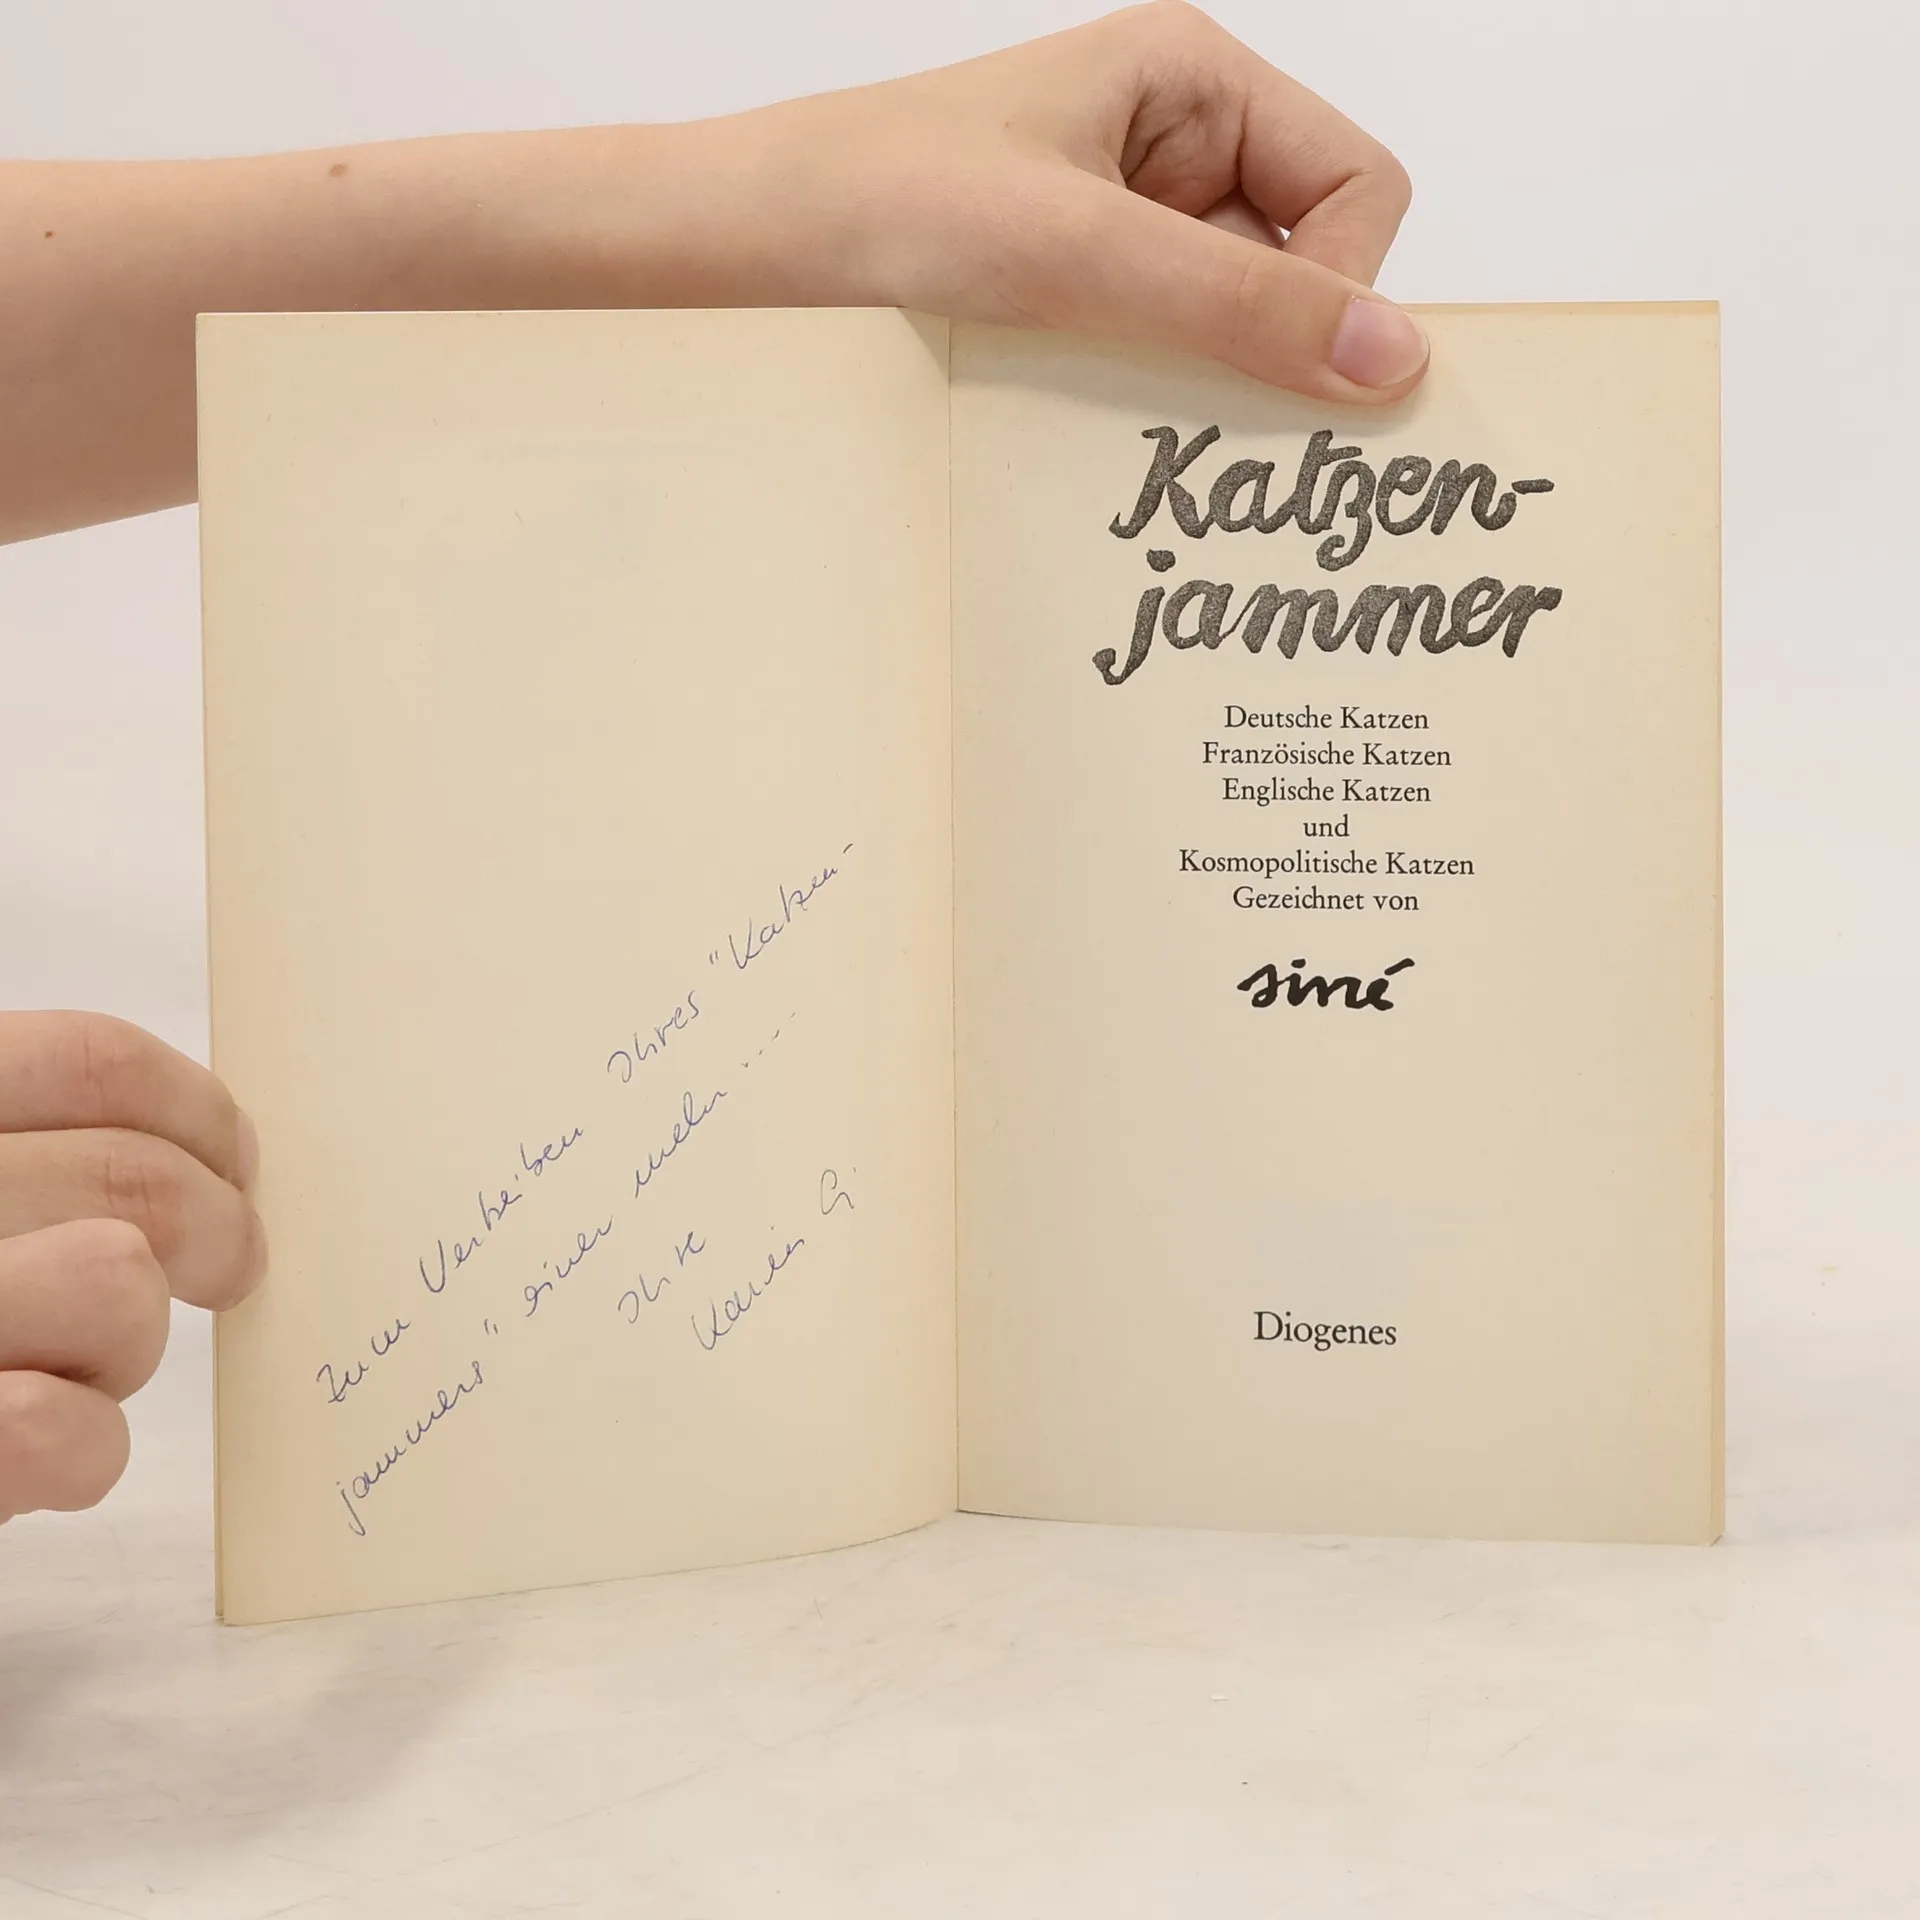 Zum Vertreiben Ihres "Katzen-
jammers" einer mehr ....
Ihre
Karin G.
Katzen-
jammer
Deutsche Katzen
Französische Katzen
Englische Katzen
und
Kosmopolitische Katzen
Gezeichnet von
siné
Diogenes